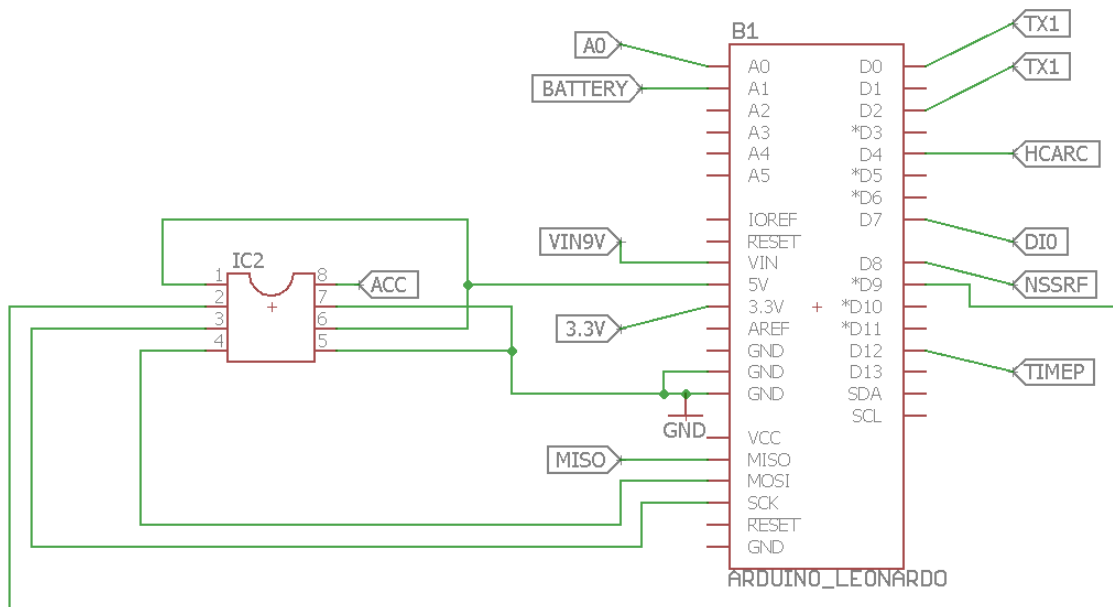 B1
A0
BATTERY
A0
A1
A2
A3
A4
A5
IOREF
RESET
VIN
5V
3.3V
AREF
GND
GND
GND
VCC
MISO
MOSI
SCK
RESET
GND
D0
D1
D2
*D3
D4
*D5
*D6
D7
D8
*D9
*D10
*D11
D12
D13
SDA
SCL
TX1
TX1
HCARC
DI0
NSSRF
TIMEP
VIN9V
3.3V
GND
MISO
IC2
1
2
3
4
8
7
6
5
ACC
ARDUINO_LEONARDO